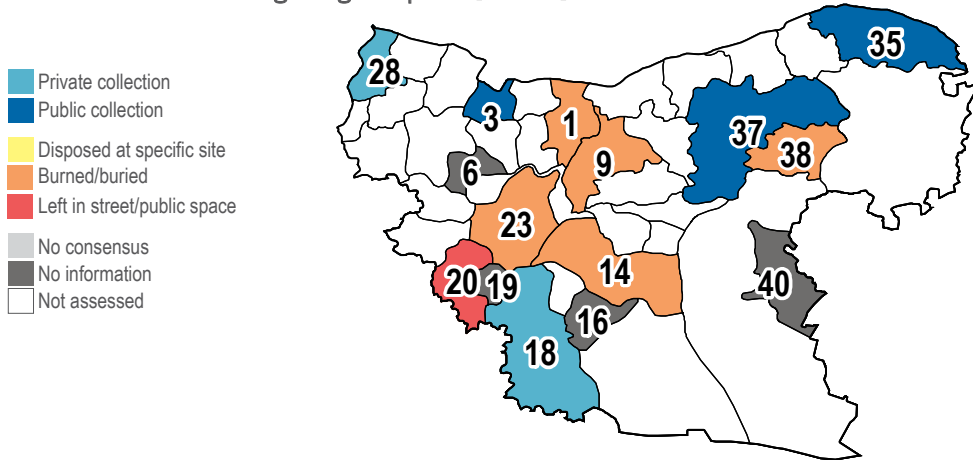 Private collection
Public collection
Disposed at specific site
Burned/buried
Left in street/public space
No consensus
No information
Not assessed
35
28
3
1
37
38
9
6
23
14
20
19
40
16
18